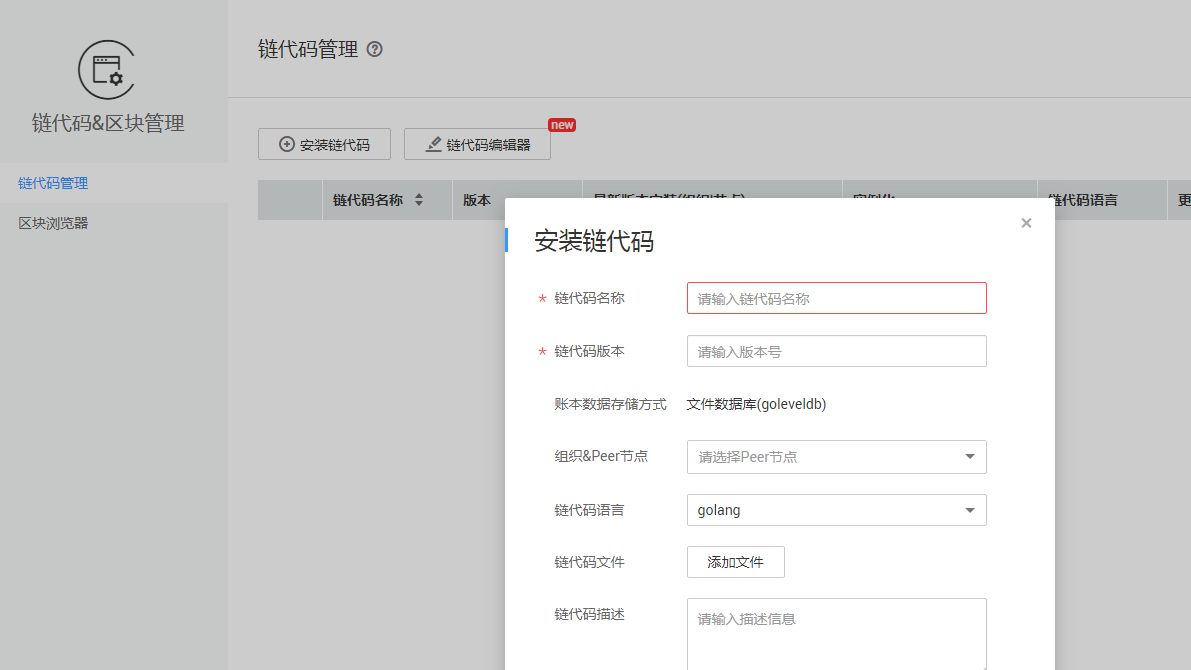 链代码管理
链代码&区块管理
new
安装链代码
链代码编辑器
链代码管理
区块浏览器
链代码名称
版本
链代码语言
更
安装链代码
* 链代码名称 请输入链代码名称
* 链代码版本 请输入版本号
账本数据存储方式 文件数据库(goleveldb)
组织&Peer节点 请选择Peer节点
链代码语言 golang
链代码文件 添加文件
链代码描述 请输入描述信息